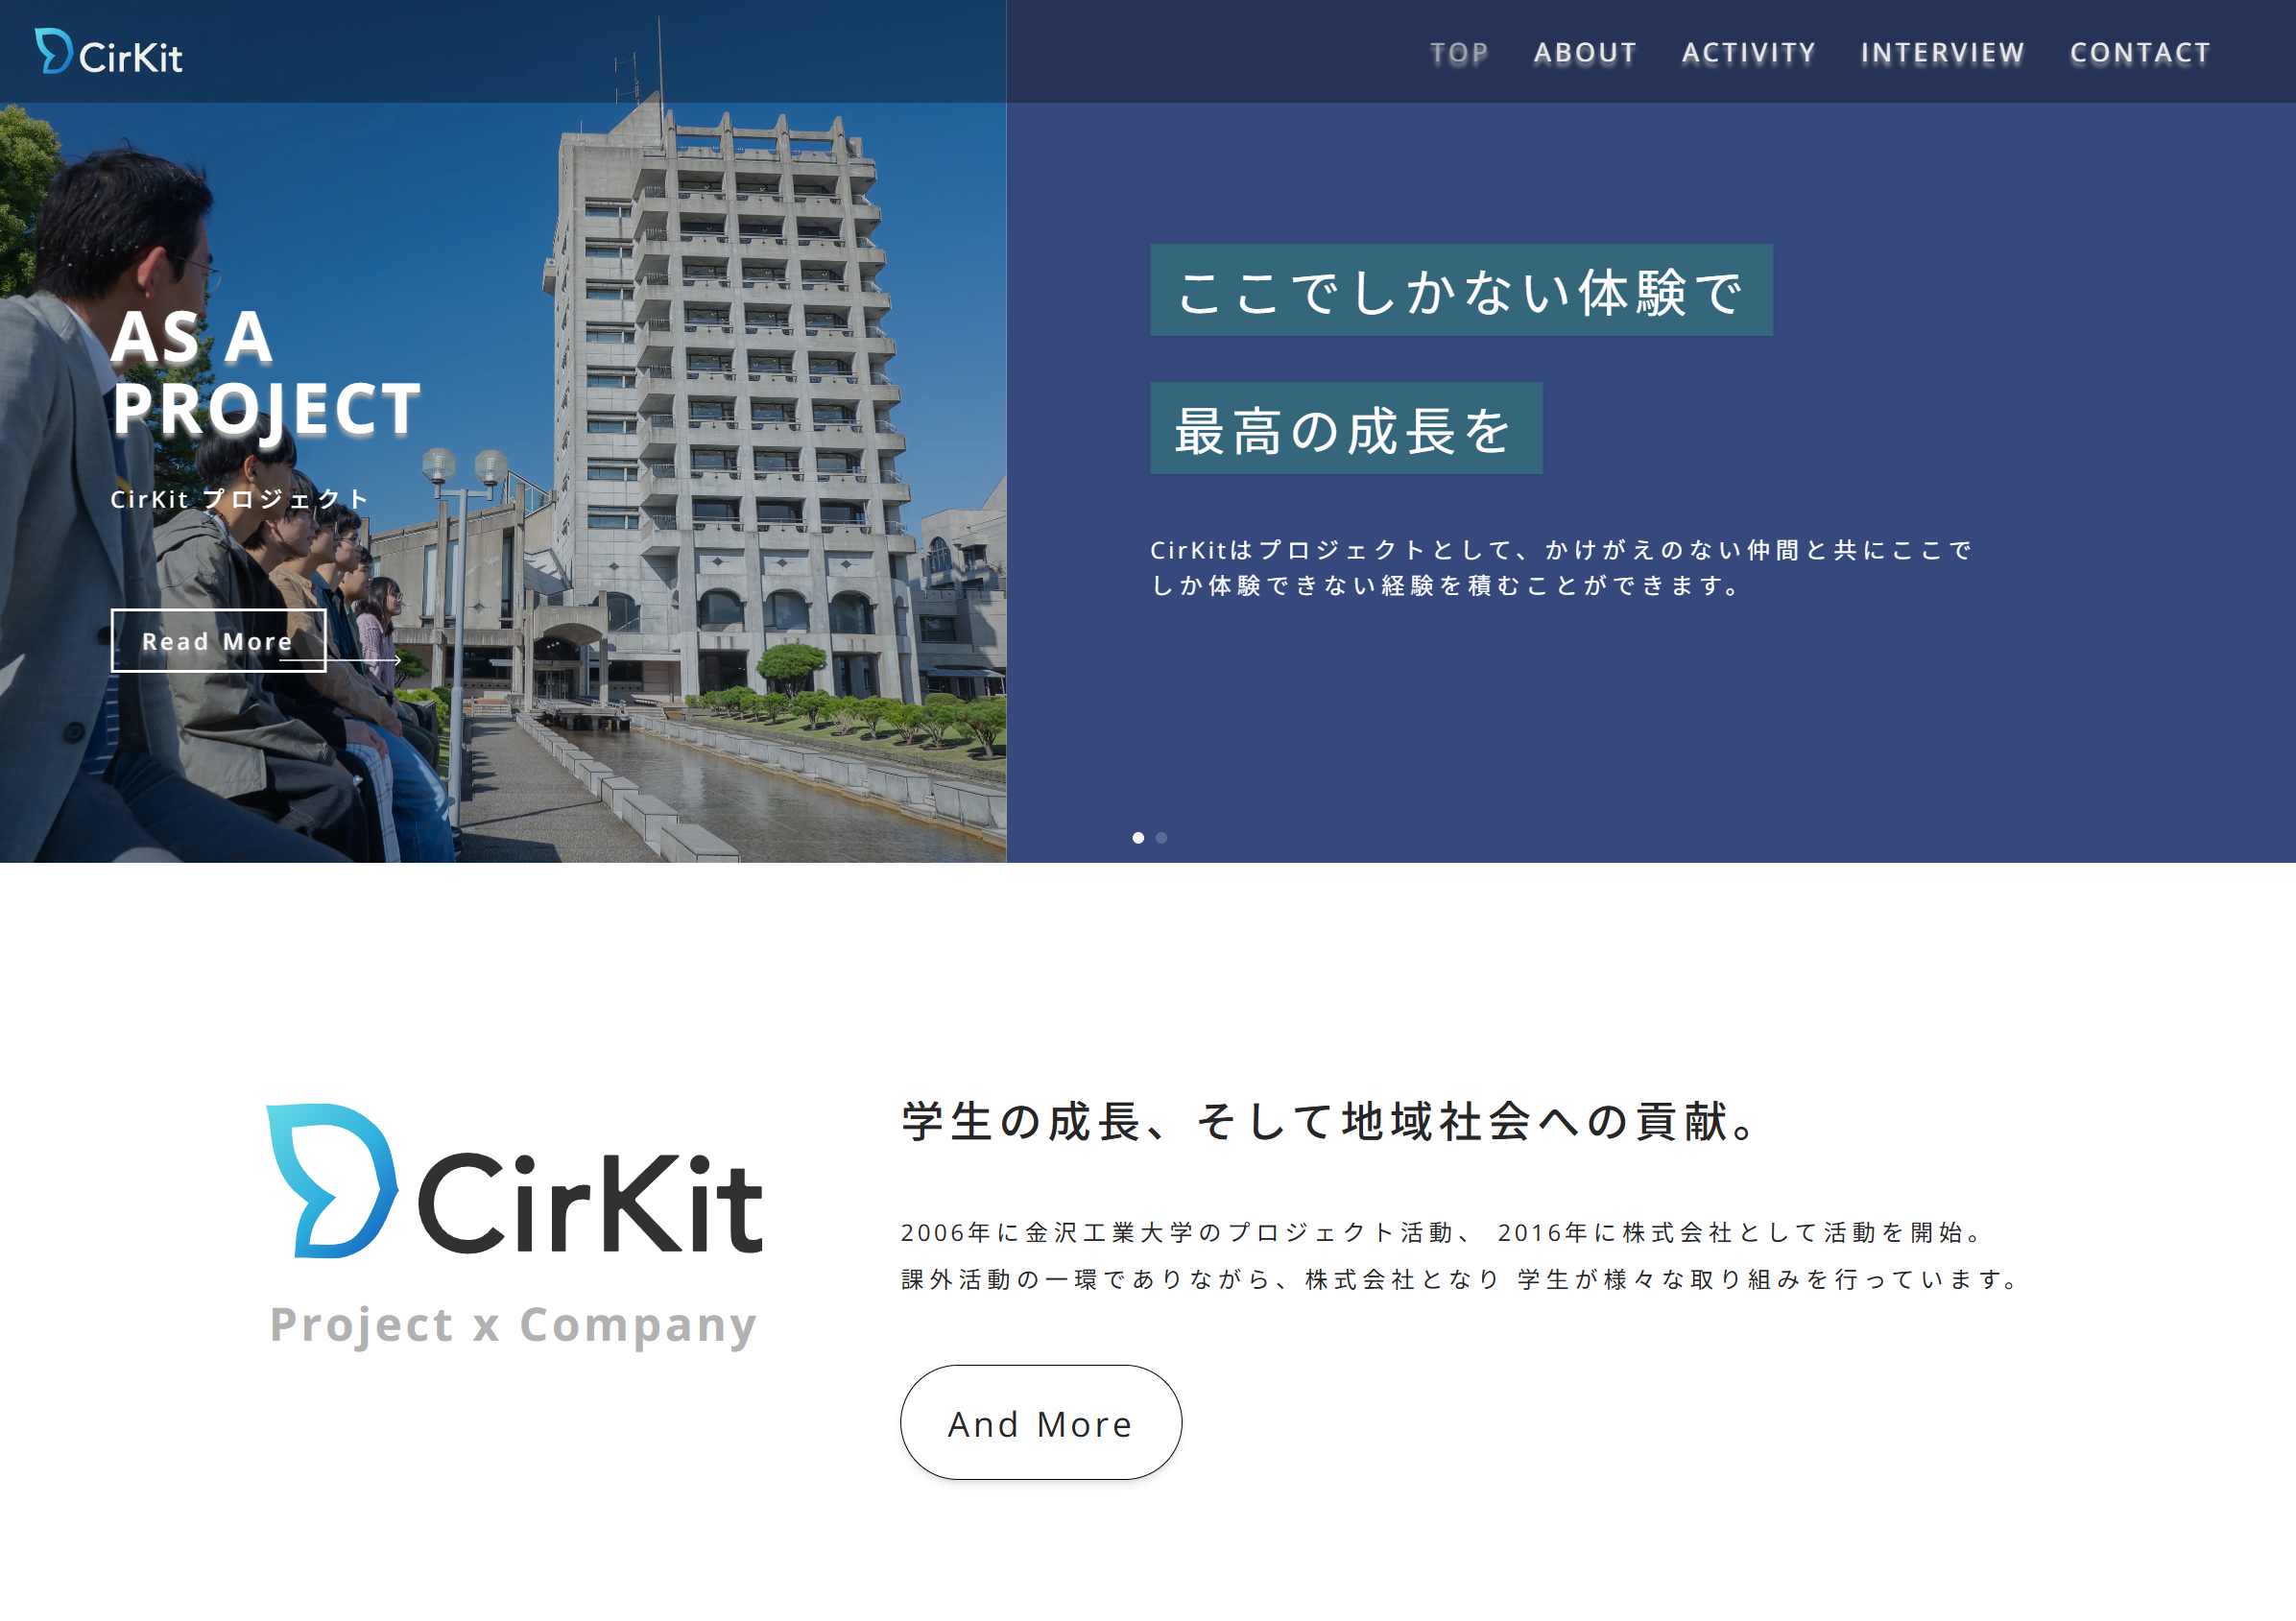 CirKit
TOP ABOUT ACTIVITY INTERVIEW CONTACT
AS A
PROJECT
CirKit プロジェクト
Read More
ここでしかない体験で
最高の成長を
CirKitはプロジェクトとして、かけがえのない仲間と共にここで
しか体験できない経験を積むことができます。
CirKit
Project x Company
学生の成長、そして地域社会への貢献。
2006年に金沢工業大学のプロジェクト活動、 2016年に株式会社として活動を開始。
課外活動の一環でありながら、株式会社となり 学生が様々な取り組みを行っています。
And More